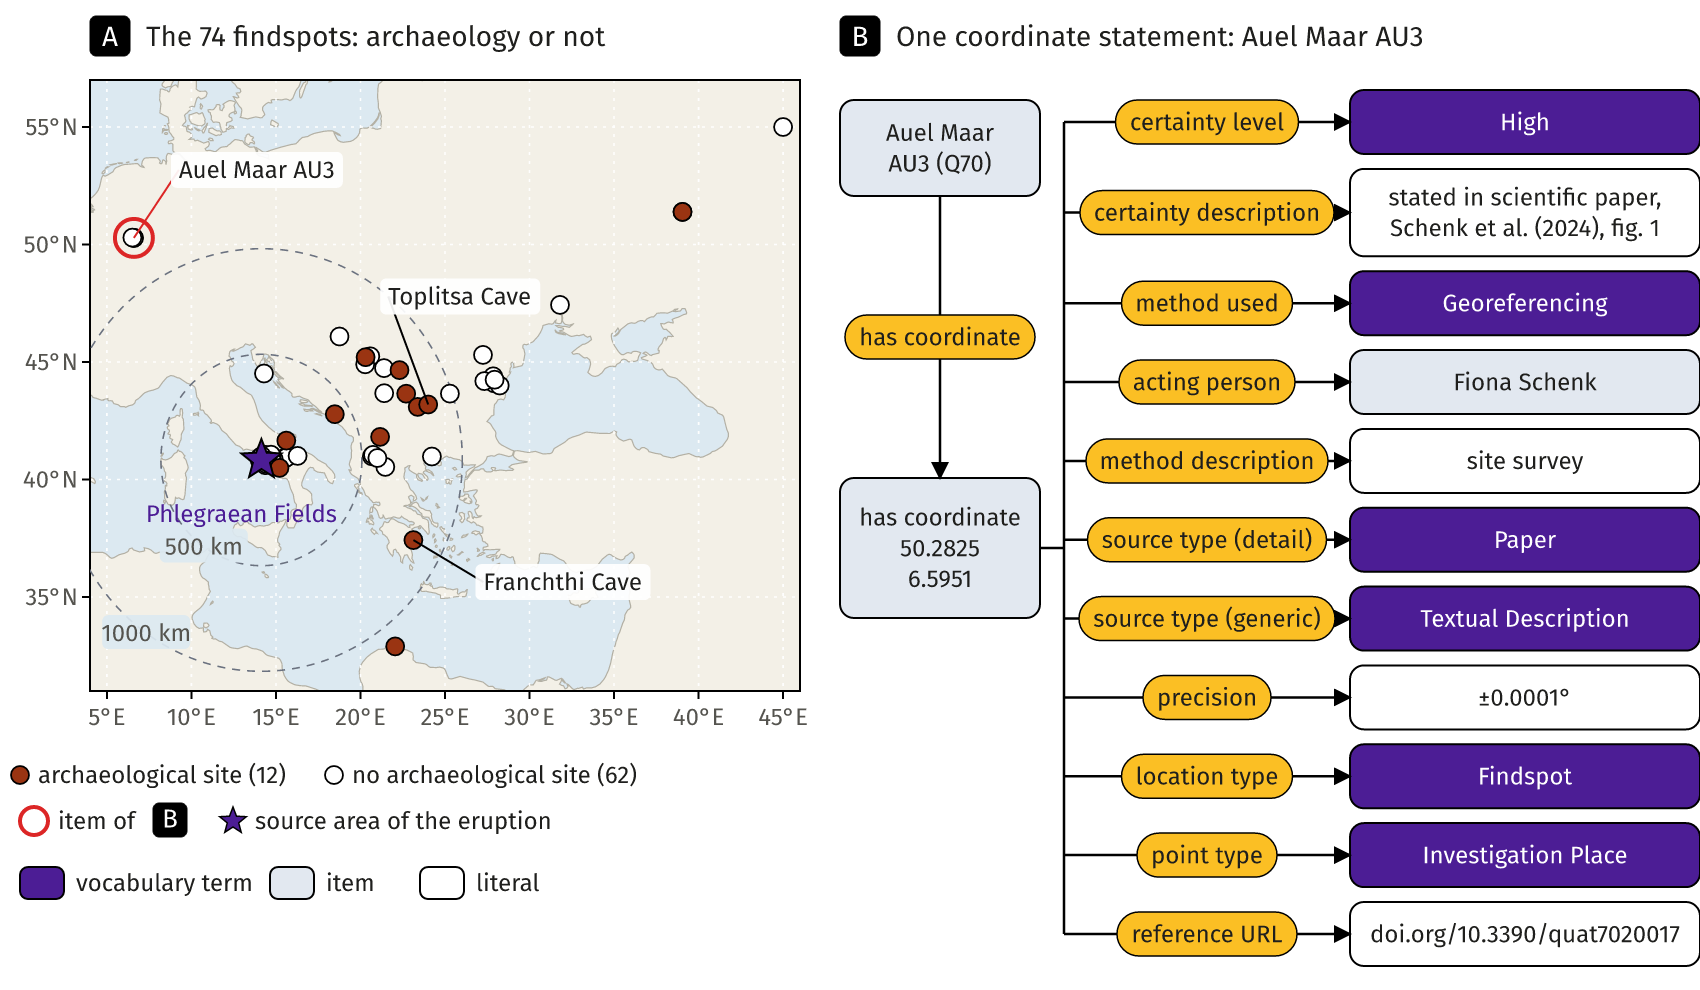 A The 74 findspots: archaeology or not
55°N
50°N
45°N
40°N
35°N
5°E 10°E 15°E 20°E 25°E 30°E 35°E 40°E 45°E
Auel Maar AU3
Toplitsa Cave
Phlegraean Fields
500 km
Franchthi Cave
1000 km
archaeological site (12) no archaeological site (62)
item of B source area of the eruption
vocabulary term item literal
B One coordinate statement: Auel Maar AU3
Auel Maar
AU3 (Q70)
has coordinate
has coordinate
50.2825
6.5951
certainty level High
certainty description stated in scientific paper,
Schenk et al. (2024), fig. 1
method used Georeferencing
acting person Fiona Schenk
method description site survey
source type (detail) Paper
source type (generic) Textual Description
precision ±0.0001°
location type Findspot
point type Investigation Place
reference URL doi.org/10.3390/quat7020017